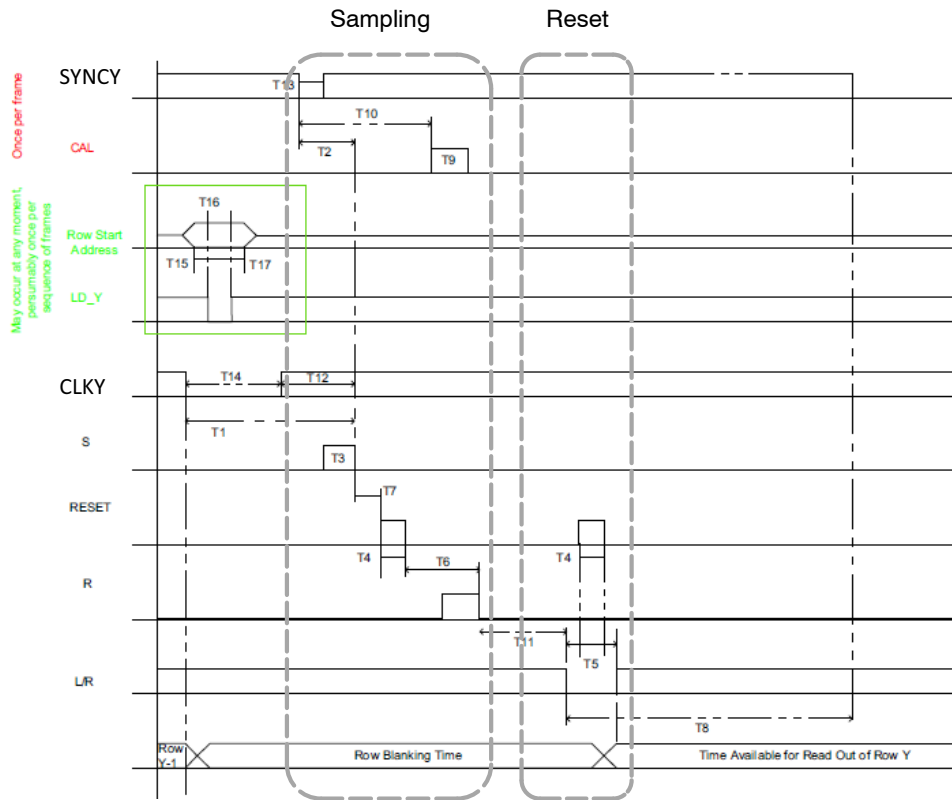 Sampling
Reset
SYNCY
T13
Once per frame
T10
CAL
T2
T9
May occur at any moment,
persumably once per
sequence of frames
T16
Row Start
Address
T15
T17
LD_Y
CLKY
T14
T12
T1
S
T3
RESET
T7
T4
T6
T4
R
T11
T5
L/R
T8
Row
Y-1
Row Blanking Time
Time Available for Read Out of Row Y